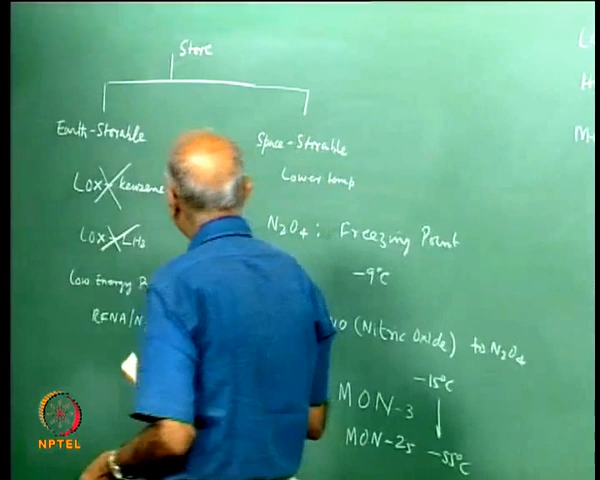 Store
Earth-Storable
Lox-kerosene
Lox-LH2
Low Energy
RFNA/N
Space-Storable
Lower temp
N2O4: Freezing Point
-9°C
NO (Nitric Oxide) to N2O4
-15°C
MON-3
MON-25 -55°C
NPTEL